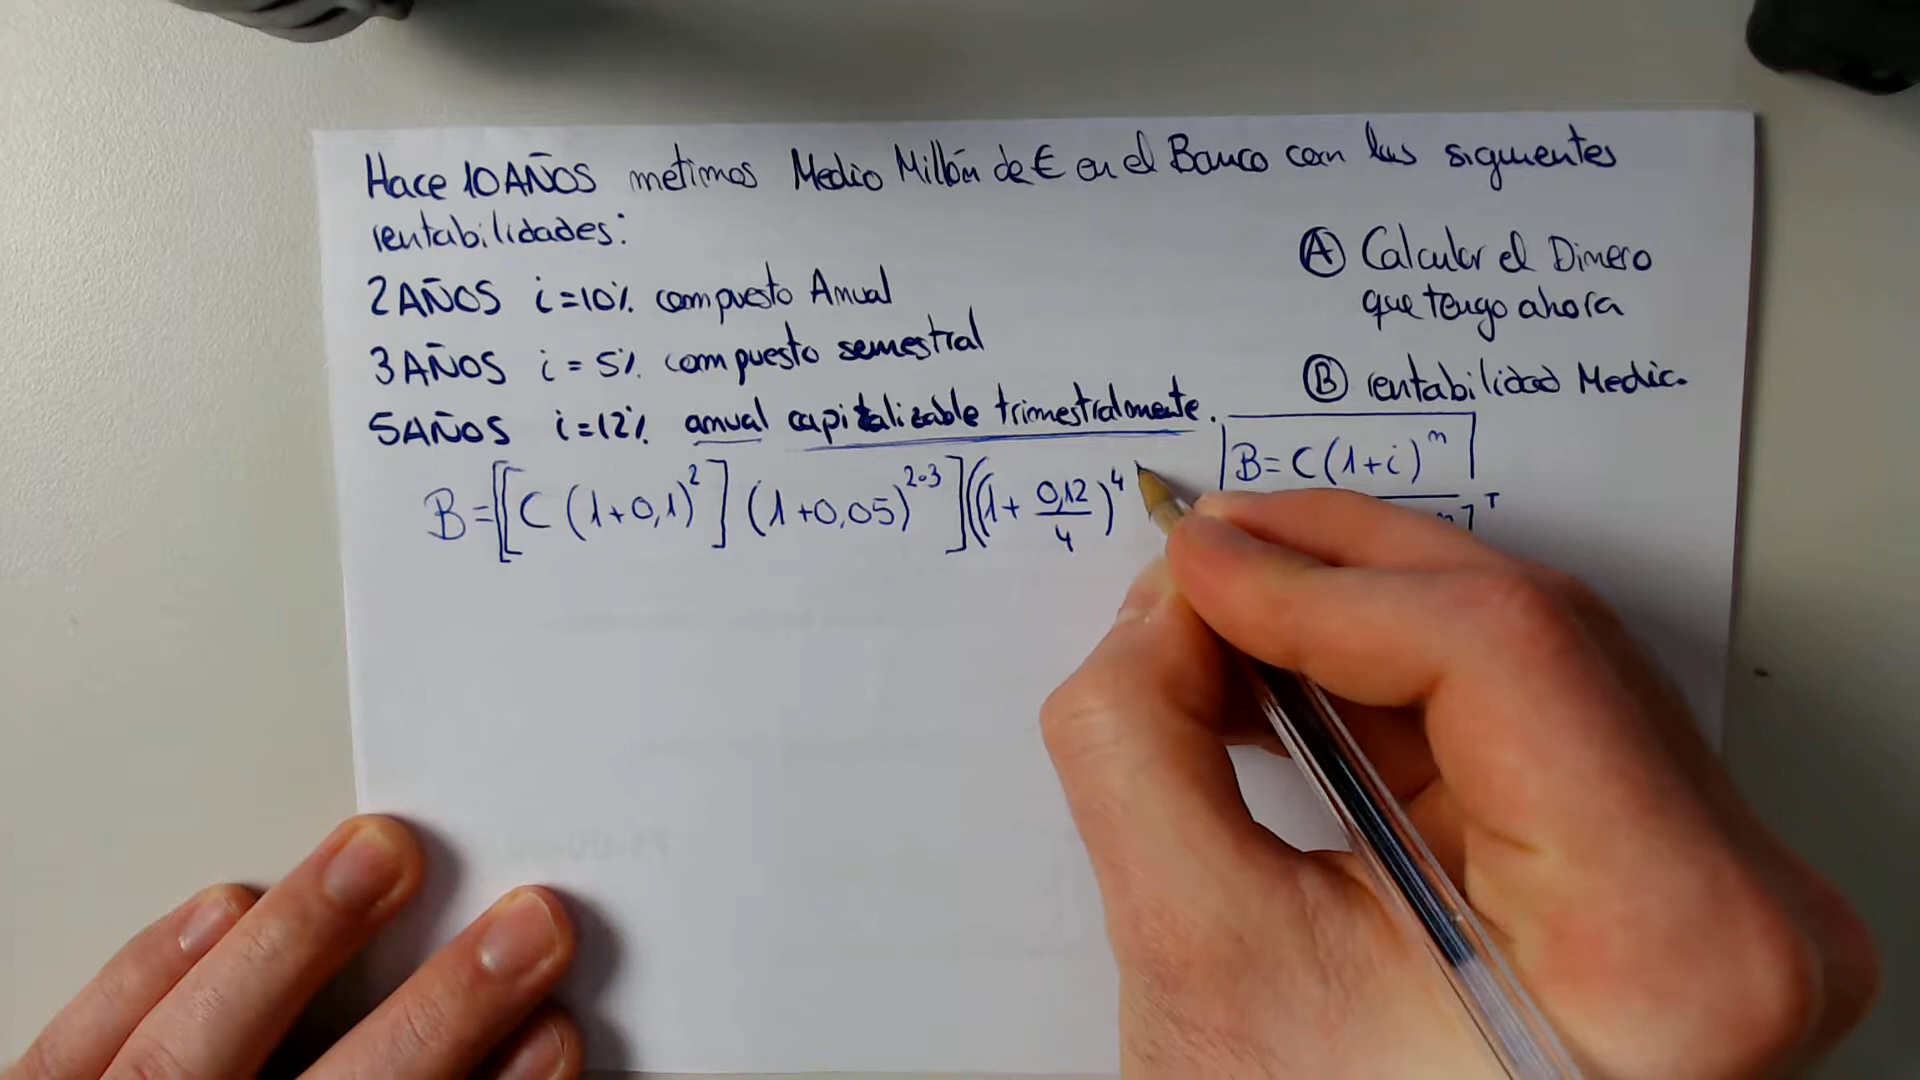 Hace 10 AÑOS metimos Medio Millón de € en el Banco con las siguientes
rentabilidades:
2 AÑOS i=10% compuesto Anual
3 AÑOS i=5% compuesto semestral
5 AÑOS i=12% anual capitalizable trimestralmente.
Ⓐ Calcular el Dinero
que tengo ahora
Ⓑ rentabilidad Media.
B=C(1+i)^n
n]^T
B=[[C(1+0,1)^2](1+0,05)^2·3]((1+0,12/4)^4